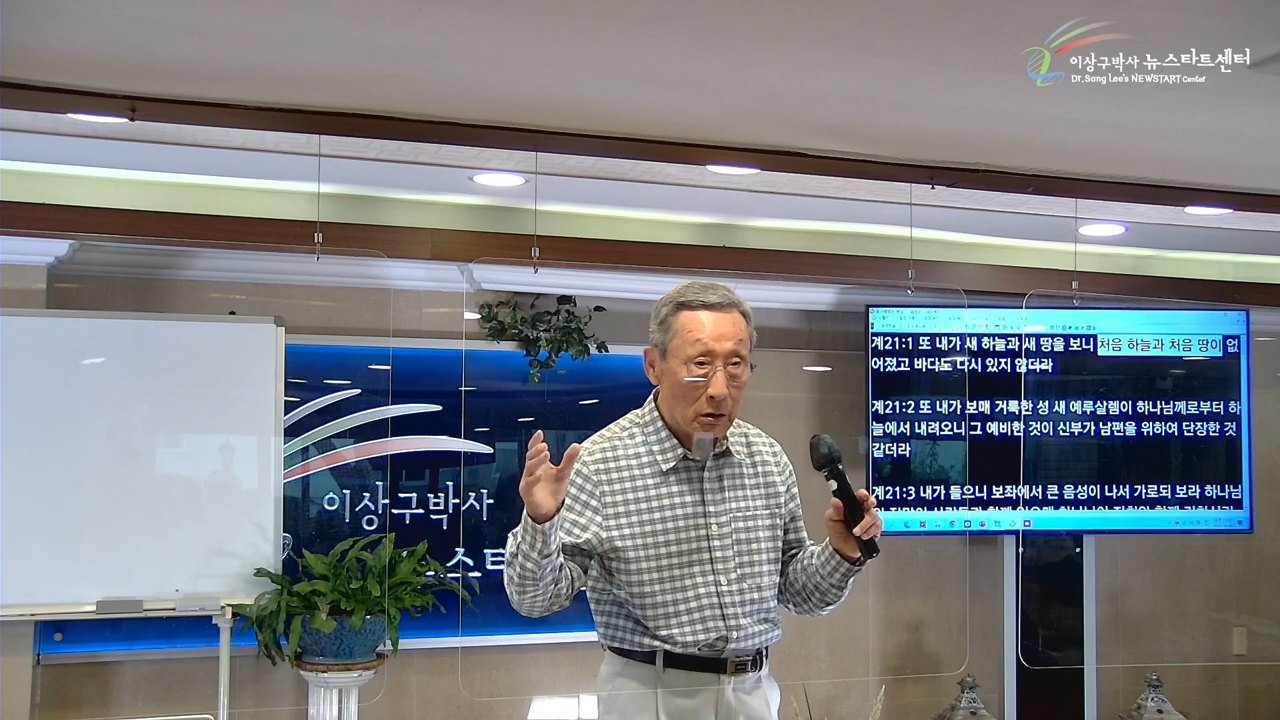 이상구박사 뉴스타트센터
Dr. Sang Lee's NEWSTART Center
계21:1 또 내가 새 하늘과 새 땅을 보니 처음 하늘과 처음 땅이 없
어졌고 바다도 다시 있지 않더라
계21:2 또 내가 보매 거룩한 성 새 예루살렘이 하나님께로부터 하
늘에서 내려오니 그 예비한 것이 신부가 남편을 위하여 단장한 것
같더라
계21:3 내가 들으니 보좌에서 큰 음성이 나서 가로되 보라 하나님
이상구박사
스타